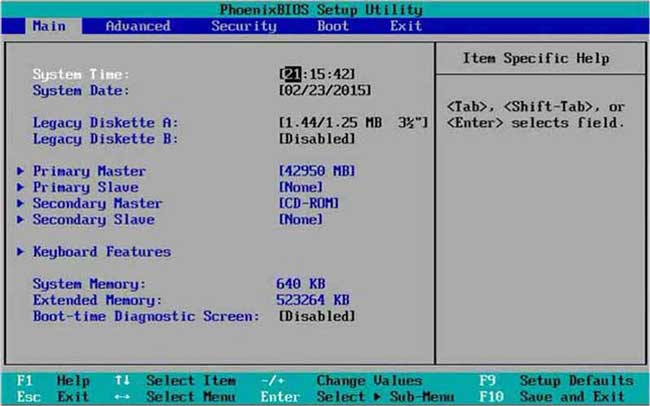 PhoenixBIOS Setup Utility
Main Advanced Security Boot Exit
Item Specific Help
System Time: [21:15:42]
System Date: [02/23/2015]
<Tab>, <Shift-Tab>, or
<Enter> selects field.
Legacy Diskette A: [1.44/1.25 MB 3½"]
Legacy Diskette B: [Disabled]
▶ Primary Master [42950 MB]
▶ Primary Slave [None]
▶ Secondary Master [CD-ROM]
▶ Secondary Slave [None]
▶ Keyboard Features
System Memory: 640 KB
Extended Memory: 523264 KB
Boot-time Diagnostic Screen: [Disabled]
F1 Help ↑↓ Select Item -/+ Change Values F9 Setup Defaults
Esc Exit ↔ Select Menu Enter Select ▶ Sub-Menu F10 Save and Exit